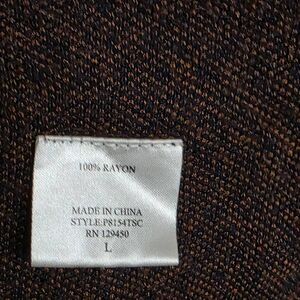 100% RAYON
MADE IN CHINA
STYLE:P8154TSC
RN 129450
L